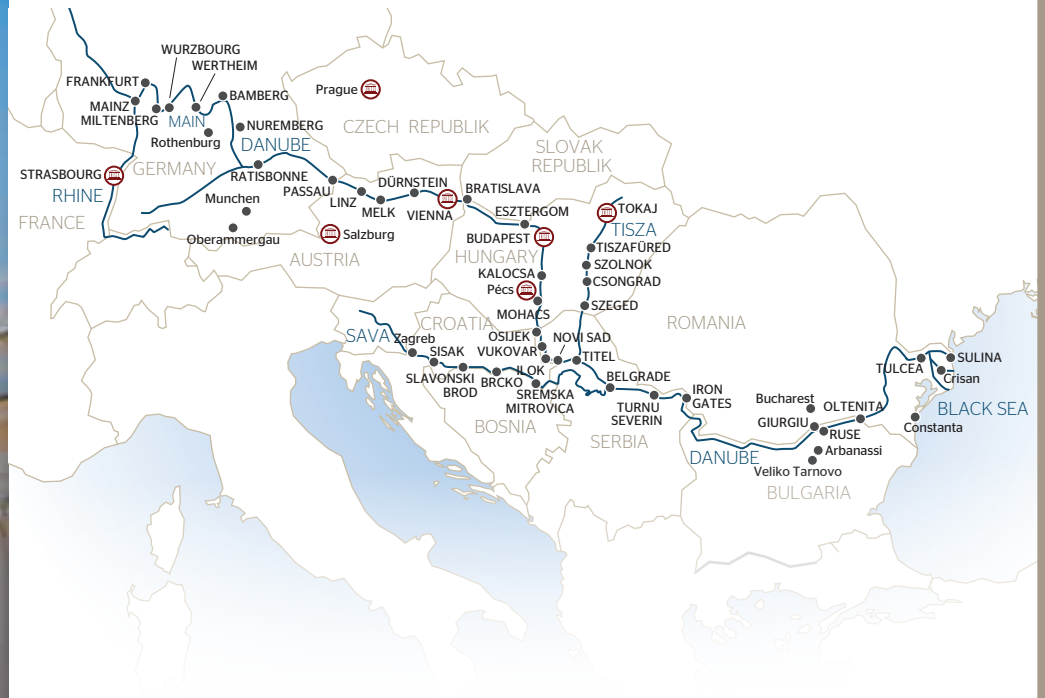 WURZBOURG
WERTHEIM
FRANKFURT
BAMBERG
MAINZ
MILTENBERG
MAIN
Rothenburg
NUREMBERG
DANUBE
Prague
CZECH REPUBLIK
SLOVAK
REPUBLIK
STRASBOURG
GERMANY
RHINE
FRANCE
RATISBONNE
PASSAU
Munchen
Oberammergau
LINZ
MELK
DÜRNSTEIN
VIENNA
BRATISLAVA
Salzburg
AUSTRIA
ESZTERGOM
BUDAPEST
HUNGARY
TOKAJ
TISZA
TISZAFÜRED
SZOLNOK
CSONGRAD
SZEGED
KALOCSA
Pécs
MOHACS
ROMANIA
CROATIA
SAVA
Zagreb
SISAK
OSIJEK
VUKOVAR
NOVI SAD
TITEL
ILOK
SLAVONSKI
BROD
BRCKO
SREMSKA
MITROVICA
BELGRADE
BOSNIA
SERBIA
TURNU
SEVERIN
IRON
GATES
DANUBE
Bucharest
GIURGIU
OLTENITA
RUSE
Arbanassi
Veliko Tarnovo
BULGARIA
TULCEA
SULINA
Crisan
BLACK SEA
Constanta